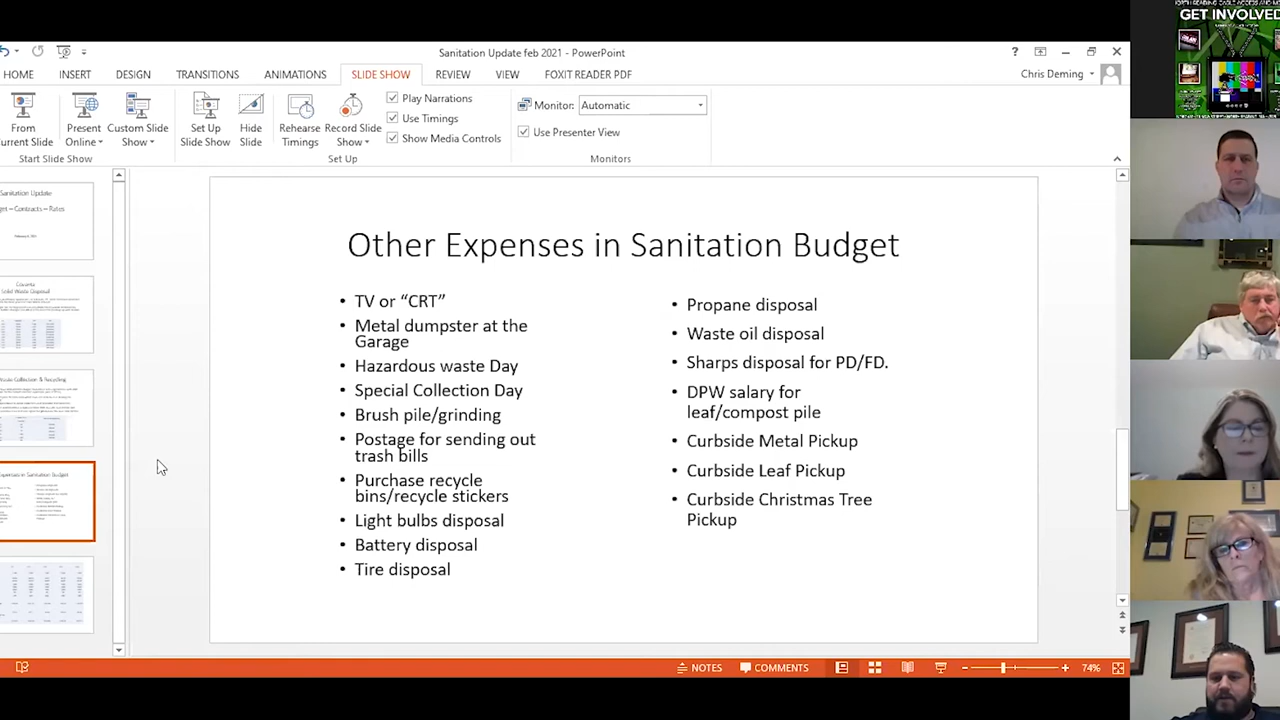 Sanitation Update feb 2021 - PowerPoint
?
HOME INSERT DESIGN TRANSITIONS ANIMATIONS SLIDE SHOW REVIEW VIEW FOXIT READER PDF
Chris Deming
From
Current Slide
Present
Online
Custom Slide
Show
Set Up
Slide Show
Hide
Slide
Rehearse
Timings
Record Slide
Show
Play Narrations
Use Timings
Show Media Controls
Monitor: Automatic
Use Presenter View
Start Slide Show
Set Up
Monitors
GET INVOLVED
Sanitation Update
Other Expenses in Sanitation Budget
• TV or “CRT”
• Metal dumpster at the
Garage
• Hazardous waste Day
• Special Collection Day
• Brush pile/grinding
• Postage for sending out
trash bills
• Purchase recycle
bins/recycle stickers
• Light bulbs disposal
• Battery disposal
• Tire disposal
• Propane disposal
• Waste oil disposal
• Sharps disposal for PD/FD.
• DPW salary for
leaf/compost pile
• Curbside Metal Pickup
• Curbside Leaf Pickup
• Curbside Christmas Tree
Pickup
NOTES COMMENTS 74%